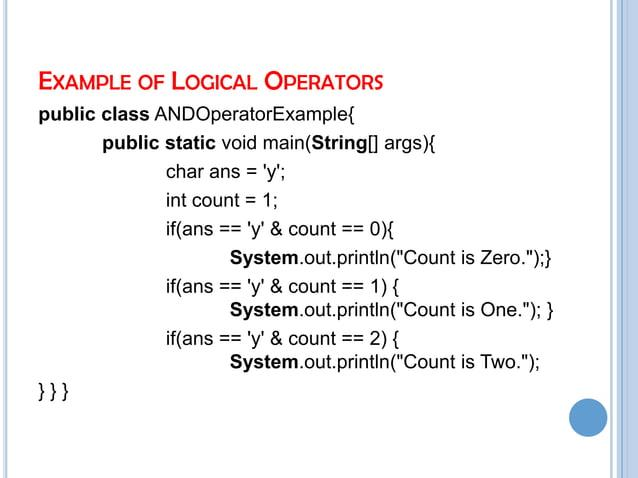 EXAMPLE OF LOGICAL OPERATORS
public class ANDOperatorExample{
public static void main(String[] args){
char ans = 'y';
int count = 1;
if(ans == 'y' & count == 0){
System.out.println("Count is Zero.");}
if(ans == 'y' & count == 1) {
System.out.println("Count is One."); }
if(ans == 'y' & count == 2) {
System.out.println("Count is Two.");
} } }